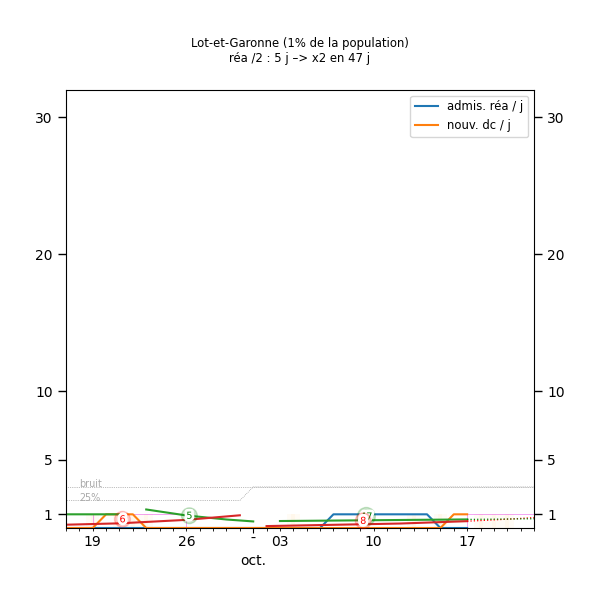 Lot-et-Garonne (1% de la population)
réa /2 : 5 j –> x2 en 47 j
admis. réa / j
nouv. dc / j
30 30
20 20
10 10
5 5
bruit
25%
1 1
6 5 8
19 26 - 03 10 17
oct.